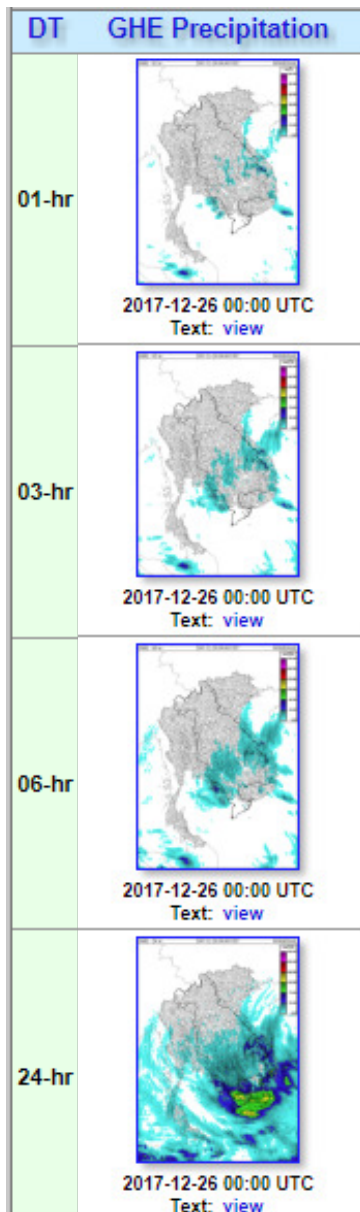 DT GHE Precipitation
01-hr
2017-12-26 00:00 UTC
Text: view
03-hr
2017-12-26 00:00 UTC
Text: view
06-hr
2017-12-26 00:00 UTC
Text: view
24-hr
2017-12-26 00:00 UTC
Text: view